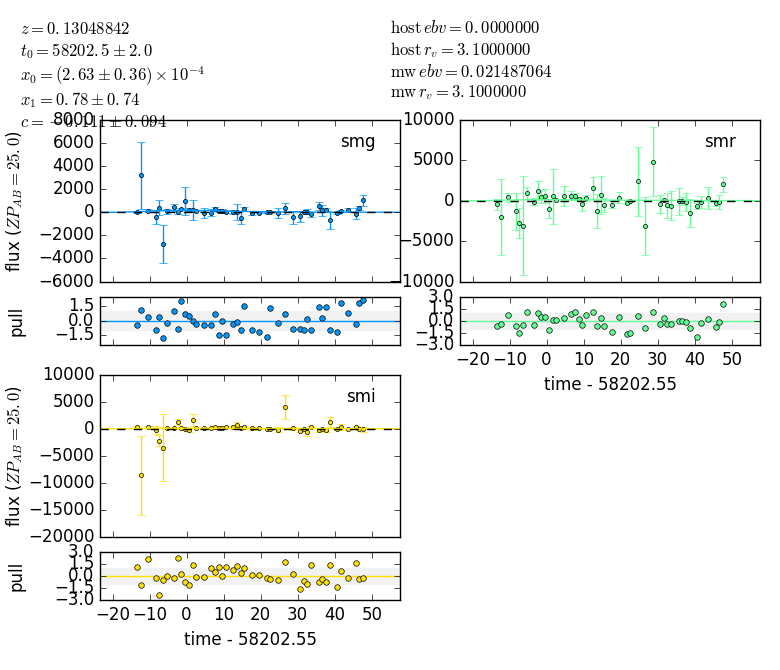 z = 0.13048842
t0 = 58202.5 ± 2.0
x0 = (2.63 ± 0.36) × 10^−4
x1 = 0.78 ± 0.74
c = −0.111 ± 0.094
host ebv = 0.0000000
host rv = 3.1000000
mw ebv = 0.021487064
mw rv = 3.1000000
smg
8000
6000
4000
2000
0
−2000
−4000
−6000
flux (ZP_AB = 25.0)
1.5
0.0
−1.5
pull
smr
10000
5000
0
−5000
−10000
3.0
1.5
0.0
−1.5
−3.0
−20 −10 0 10 20 30 40 50
time - 58202.55
smi
10000
5000
0
−5000
−10000
−15000
−20000
flux (ZP_AB = 25.0)
3.0
1.5
0.0
−1.5
−3.0
pull
−20 −10 0 10 20 30 40 50
time - 58202.55